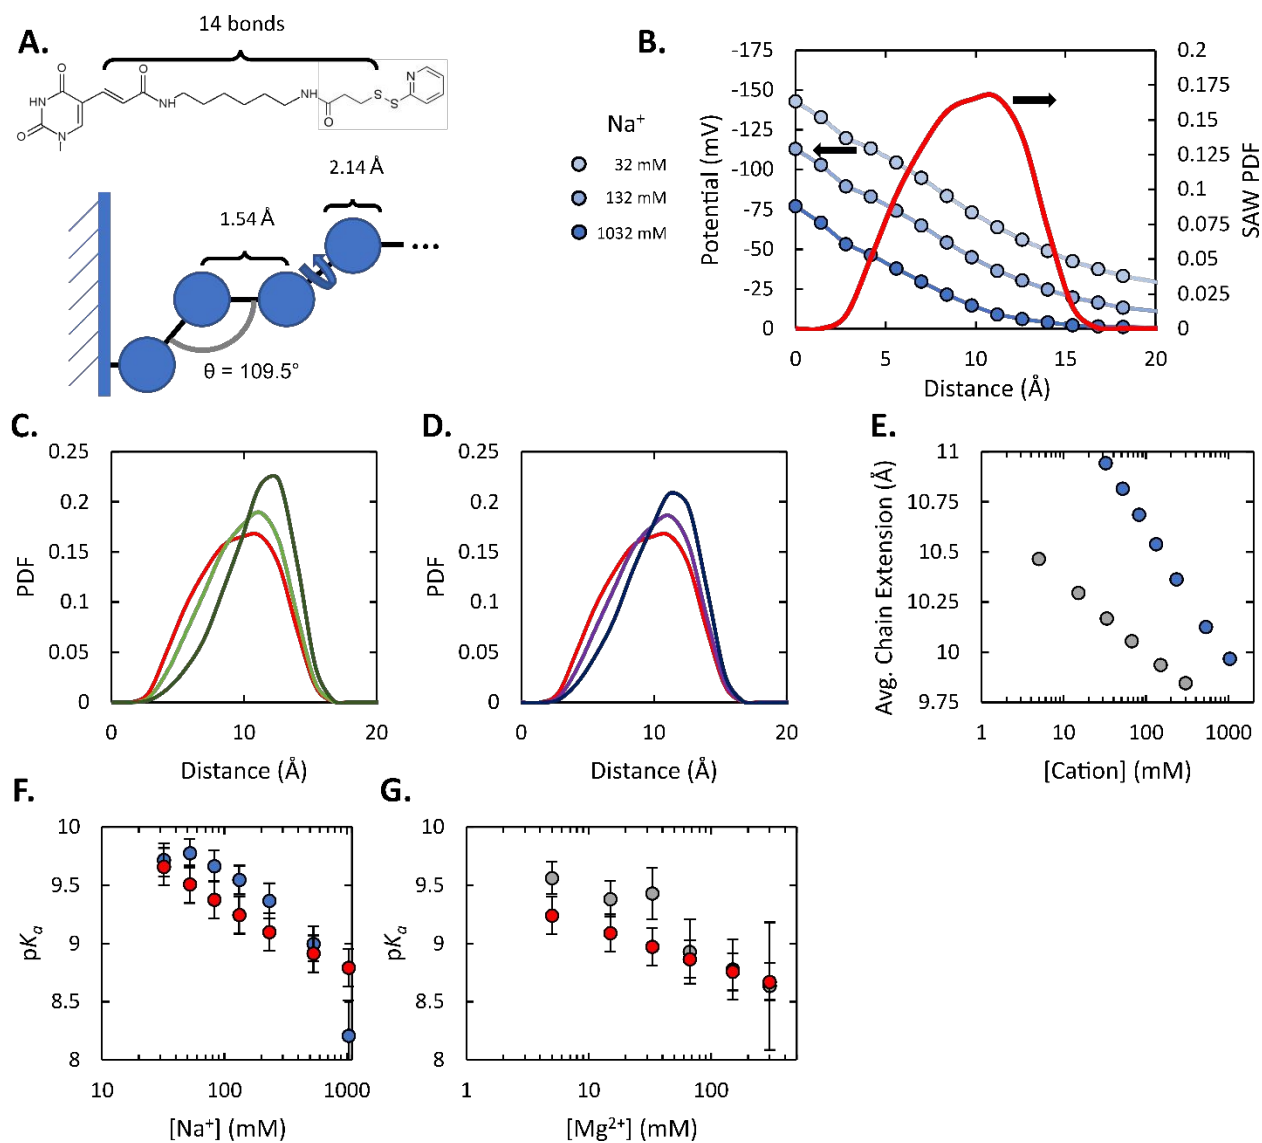 A.
14 bonds
O
O
HN
NH
NH
N
O
N
S
S
O
2.14 Å
1.54 Å
θ = 109.5°
B.
Na⁺
32 mM
132 mM
1032 mM
Potential (mV)
-175
-150
-125
-100
-75
-50
-25
0
0 5 10 15 20
Distance (Å)
0.2
0.175
0.15
0.125
0.1
0.075
0.05
0.025
0
SAW PDF
C.
PDF
0.25
0.2
0.15
0.1
0.05
0
0 10 20
Distance (Å)
D.
PDF
0.25
0.2
0.15
0.1
0.05
0
0 10 20
Distance (Å)
E.
Avg. Chain Extension (Å)
11
10.75
10.5
10.25
10
9.75
1 10 100 1000
[Cation] (mM)
F.
pKₐ
10
9.5
9
8.5
8
10 100 1000
[Na⁺] (mM)
G.
pKₐ
10
9.5
9
8.5
8
1 10 100
[Mg²⁺] (mM)